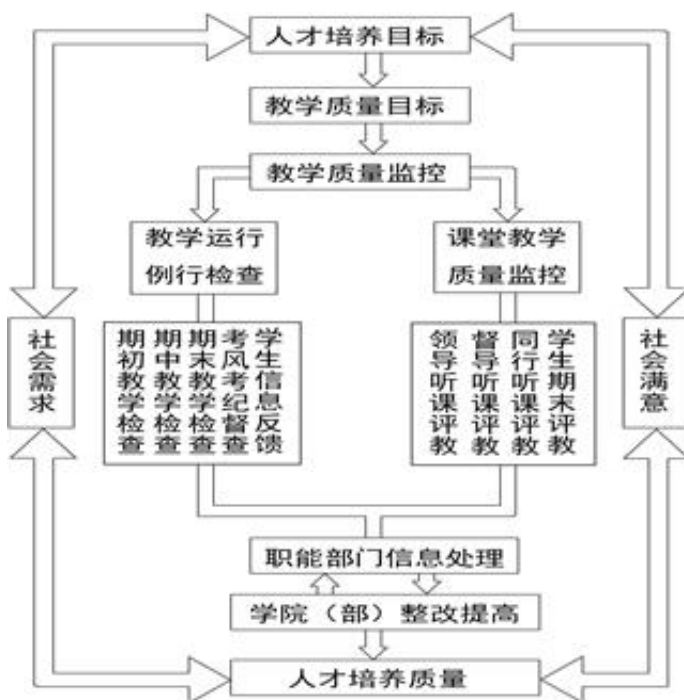 人才培养目标
教学质量目标
教学质量监控
教学运行
例行检查
课堂教学
质量监控
社会需求
期初教学检查
期中教学检查
期末教学检查
考风考纪督查
学生信息反馈
领导听课评教
督导听课评教
同行听课评教
学生期末评教
社会满意
职能部门信息处理
学院（部）整改提高
人才培养质量